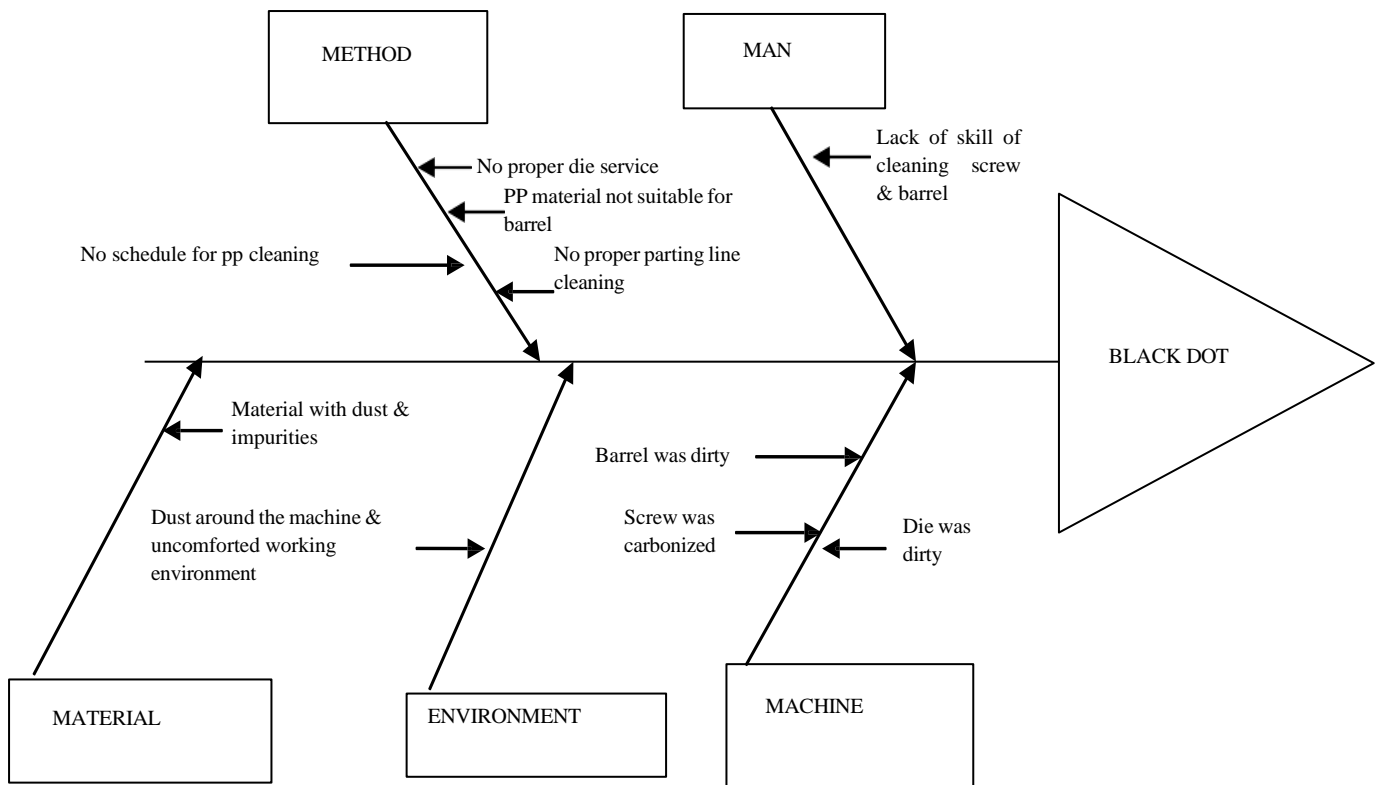 METHOD
MAN
Lack of skill of
cleaning screw
& barrel
No proper die service
PP material not suitable for
barrel
No schedule for pp cleaning
No proper parting line
cleaning
BLACK DOT
Material with dust &
impurities
Barrel was dirty
Dust around the machine &
uncomforted working
environment
Screw was
carbonized
Die was
dirty
MATERIAL
ENVIRONMENT
MACHINE